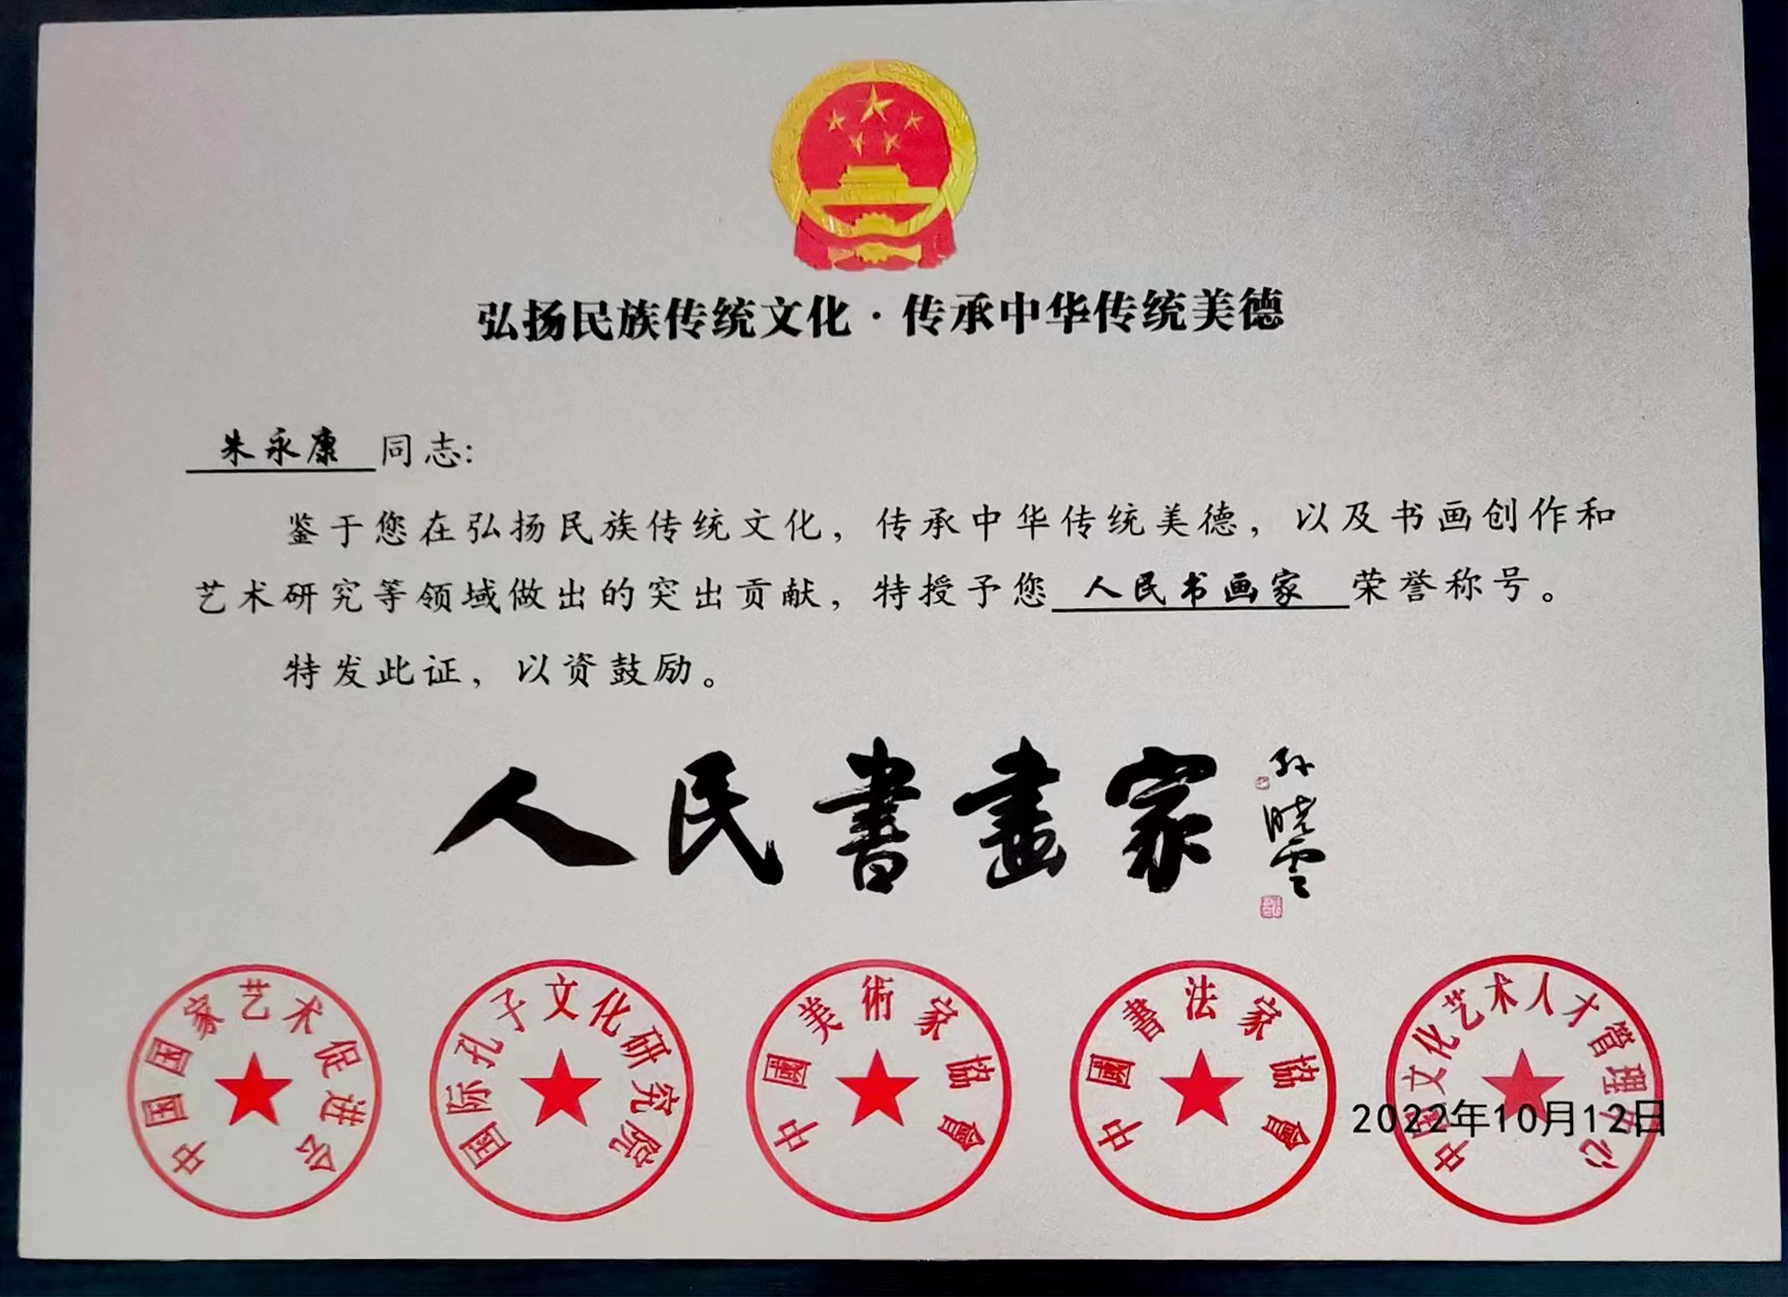 弘扬民族传统文化·传承中华传统美德
朱永康 同志:
鉴于您在弘扬民族传统文化，传承中华传统美德，以及书画创作和
艺术研究等领域做出的突出贡献，特授予您 人民书画家 荣誉称号。
特发此证，以资鼓励。
人民書畫家
孙晓云
中国国家艺术促进会
国际孔子文化研究院
中國美術家協會
中國書法家協會
中国文化艺术人才管理中心
2022年10月12日